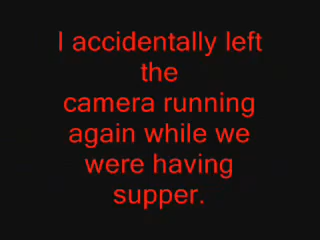 I accidentally left
the
camera running
again while we
were having
supper.